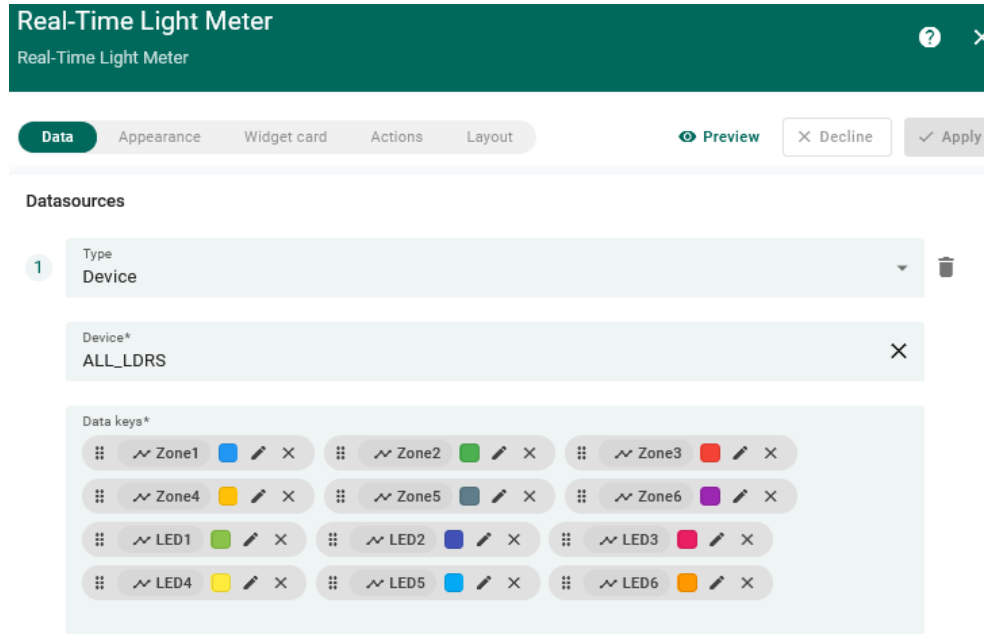 Real-Time Light Meter
Real-Time Light Meter
Data Appearance Widget card Actions Layout Preview Decline Apply
Datasources
1
Type
Device
Device*
ALL_LDRS
Data keys*
Zone1 Zone2 Zone3
Zone4 Zone5 Zone6
LED1 LED2 LED3
LED4 LED5 LED6